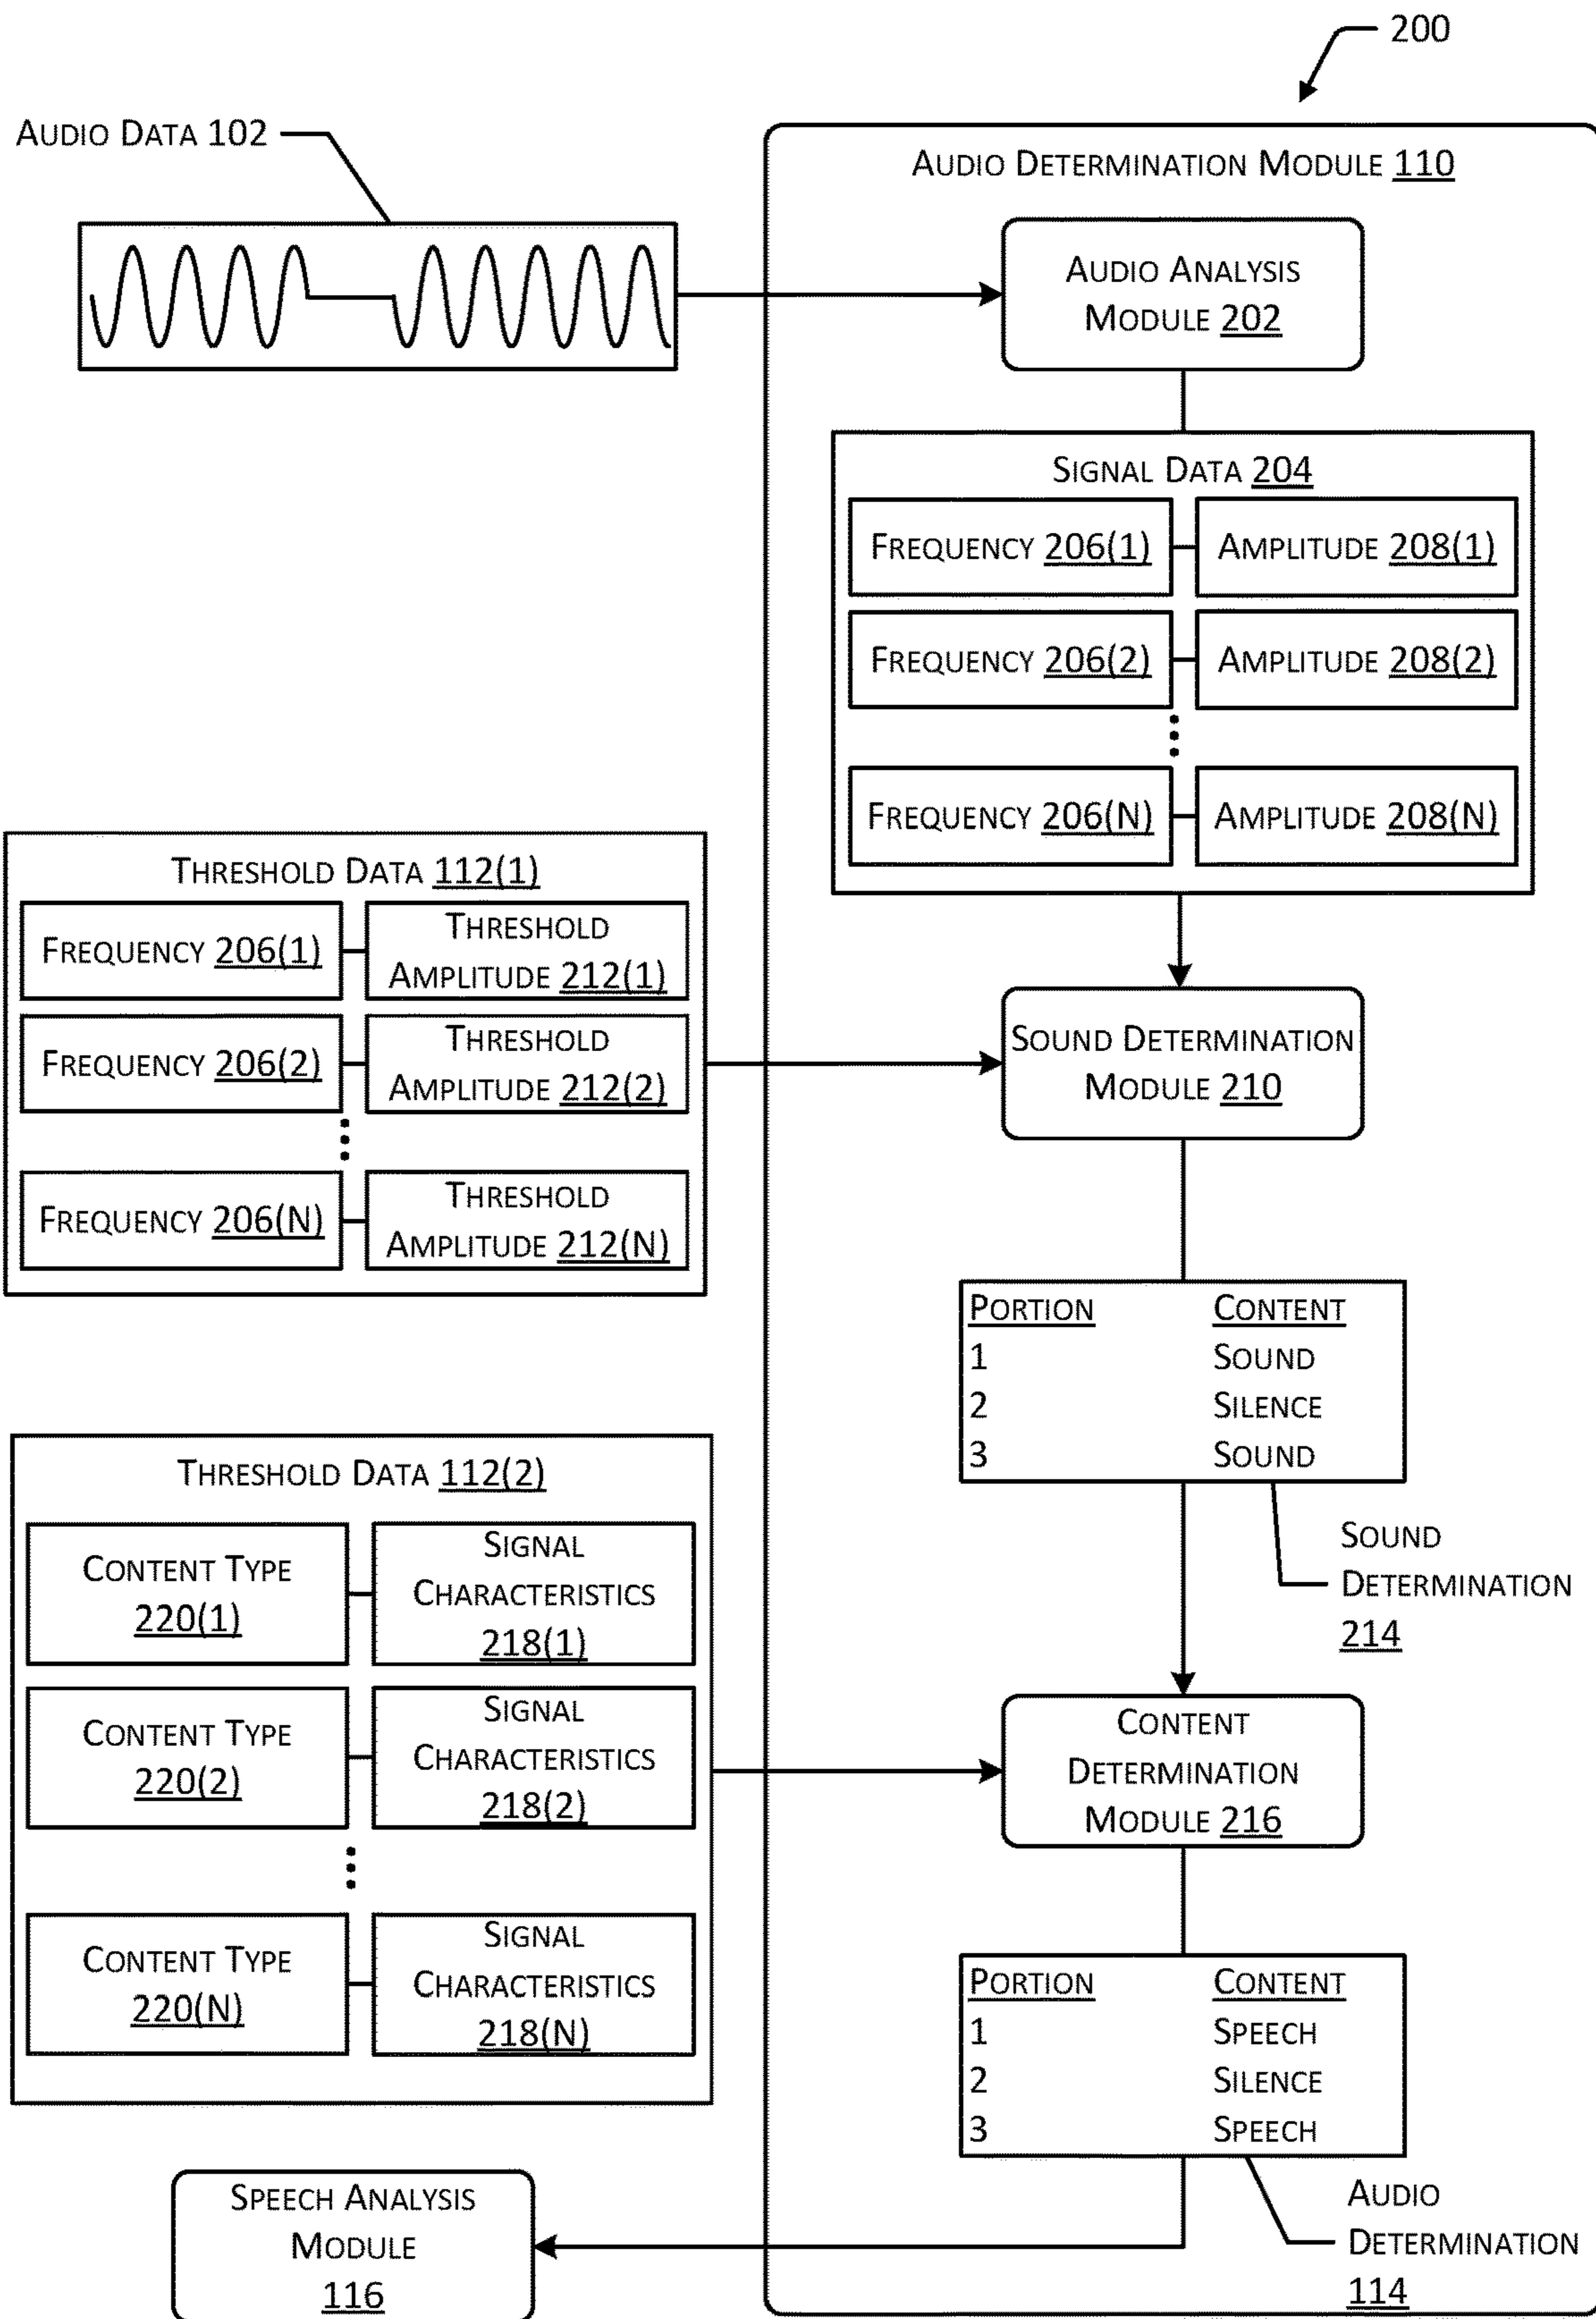 200
AUDIO DATA 102
AUDIO DETERMINATION MODULE 110
AUDIO ANALYSIS
MODULE 202
SIGNAL DATA 204
FREQUENCY 206(1)
AMPLITUDE 208(1)
FREQUENCY 206(2)
AMPLITUDE 208(2)
FREQUENCY 206(N)
AMPLITUDE 208(N)
THRESHOLD DATA 112(1)
FREQUENCY 206(1)
THRESHOLD
AMPLITUDE 212(1)
FREQUENCY 206(2)
THRESHOLD
AMPLITUDE 212(2)
FREQUENCY 206(N)
THRESHOLD
AMPLITUDE 212(N)
SOUND DETERMINATION
MODULE 210
PORTION CONTENT
1 SOUND
2 SILENCE
3 SOUND
SOUND
DETERMINATION
214
THRESHOLD DATA 112(2)
CONTENT TYPE
220(1)
SIGNAL
CHARACTERISTICS
218(1)
CONTENT TYPE
220(2)
SIGNAL
CHARACTERISTICS
218(2)
CONTENT TYPE
220(N)
SIGNAL
CHARACTERISTICS
218(N)
CONTENT
DETERMINATION
MODULE 216
PORTION CONTENT
1 SPEECH
2 SILENCE
3 SPEECH
AUDIO
DETERMINATION
114
SPEECH ANALYSIS
MODULE
116